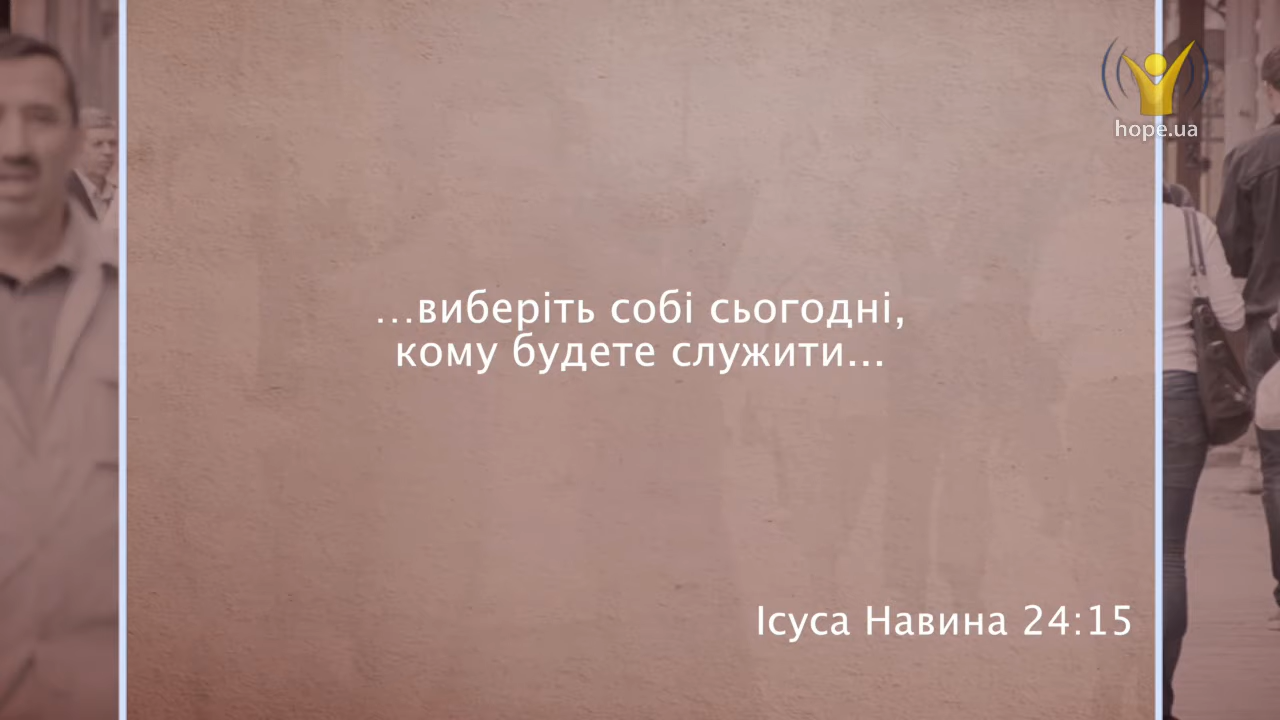 hope.ua
…виберіть собі сьогодні,
кому будете служити...
Ісуса Навина 24:15